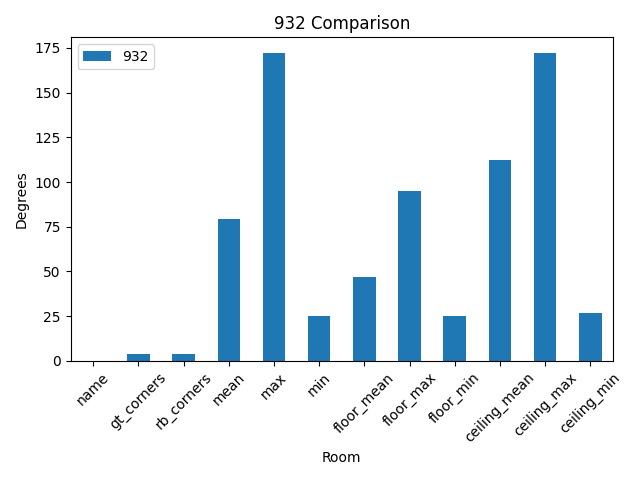 932 Comparison
932
Degrees
175
150
125
100
75
50
25
0
name
gt_corners
rb_corners
mean
max
min
floor_mean
floor_max
floor_min
ceiling_mean
ceiling_max
ceiling_min
Room